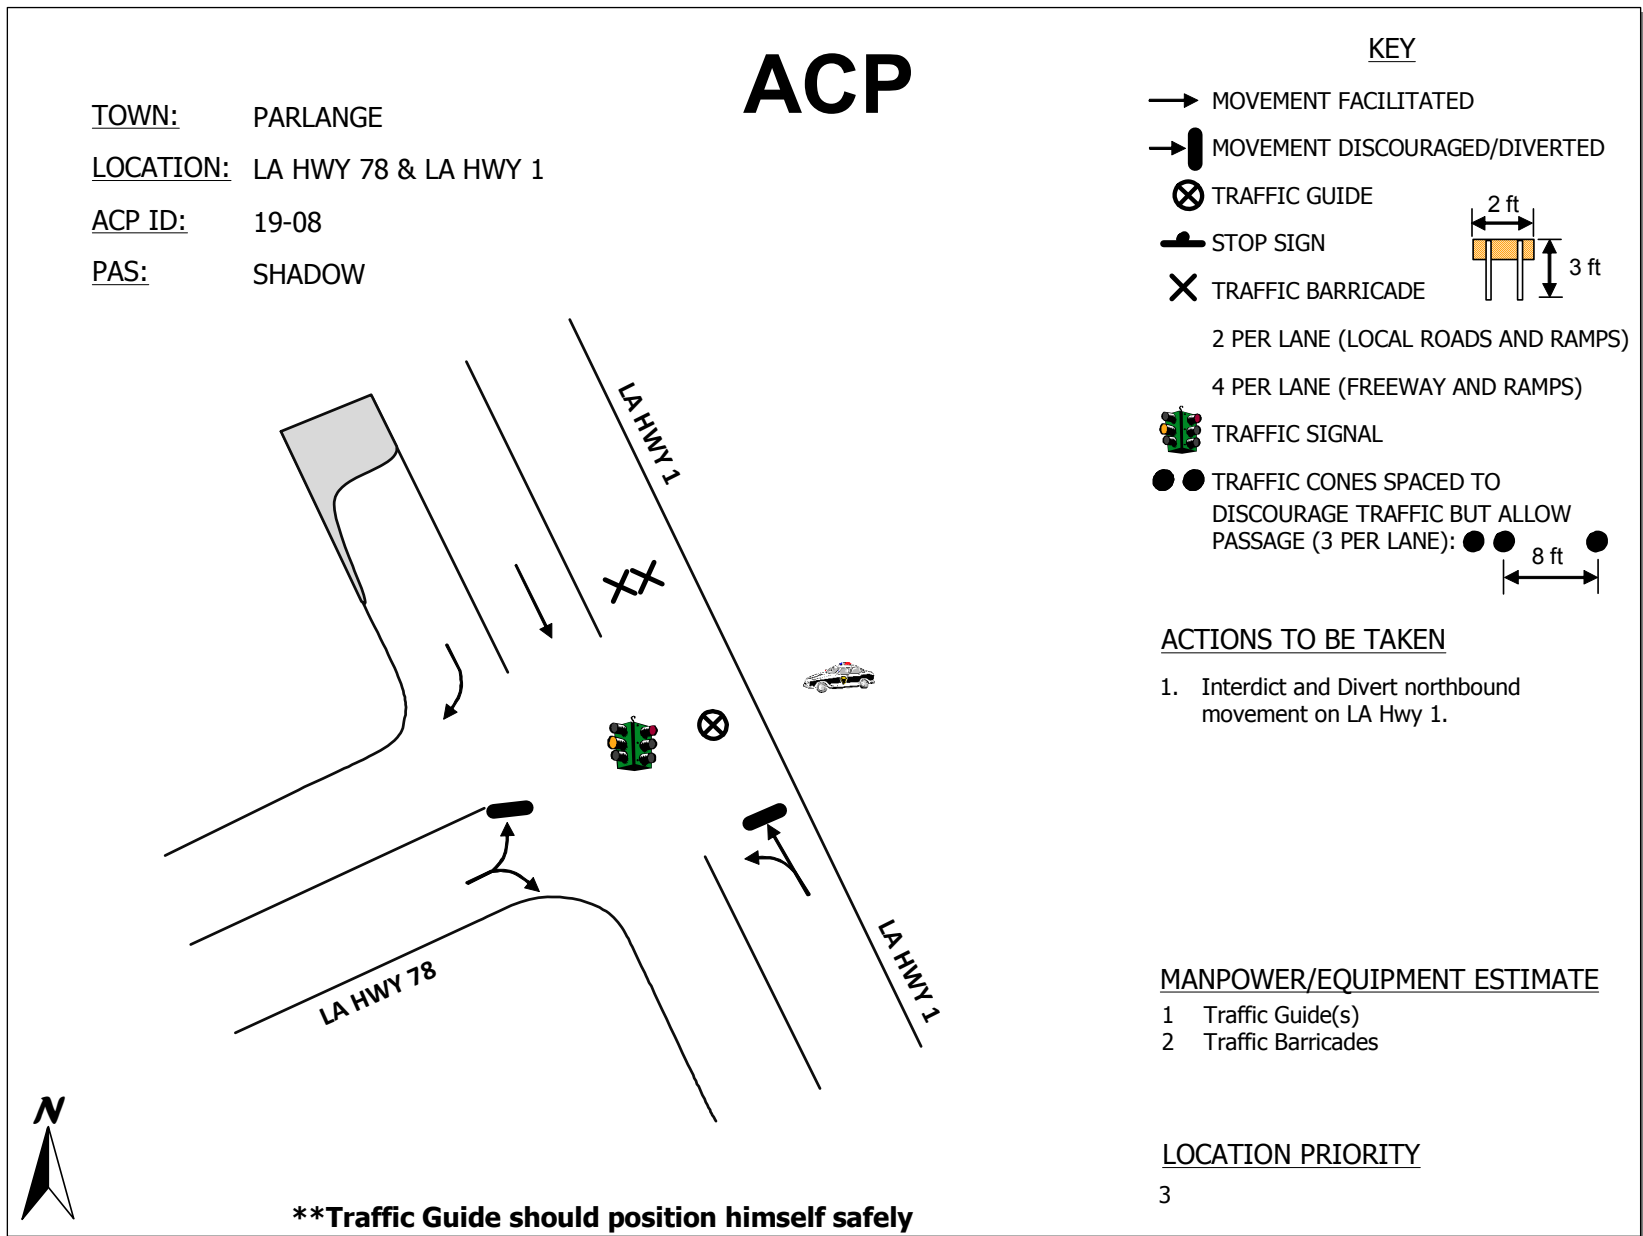 ACP
TOWN: PARLANGE
LOCATION: LA HWY 78 & LA HWY 1
ACP ID: 19-08
PAS: SHADOW
KEY
MOVEMENT FACILITATED
MOVEMENT DISCOURAGED/DIVERTED
TRAFFIC GUIDE
STOP SIGN
TRAFFIC BARRICADE
2 ft
3 ft
2 PER LANE (LOCAL ROADS AND RAMPS)
4 PER LANE (FREEWAY AND RAMPS)
TRAFFIC SIGNAL
TRAFFIC CONES SPACED TO
DISCOURAGE TRAFFIC BUT ALLOW
PASSAGE (3 PER LANE):
8 ft
LA HWY 1
LA HWY 1
LA HWY 78
ACTIONS TO BE TAKEN
1. Interdict and Divert northbound
movement on LA Hwy 1.
MANPOWER/EQUIPMENT ESTIMATE
1 Traffic Guide(s)
2 Traffic Barricades
LOCATION PRIORITY
3
N
**Traffic Guide should position himself safely